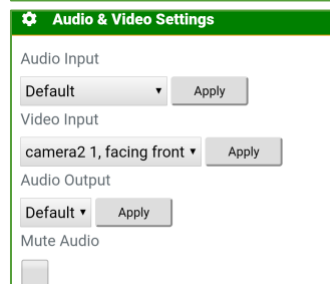 Audio & Video Settings
Audio Input
Default Apply
Video Input
camera2 1, facing front Apply
Audio Output
Default Apply
Mute Audio